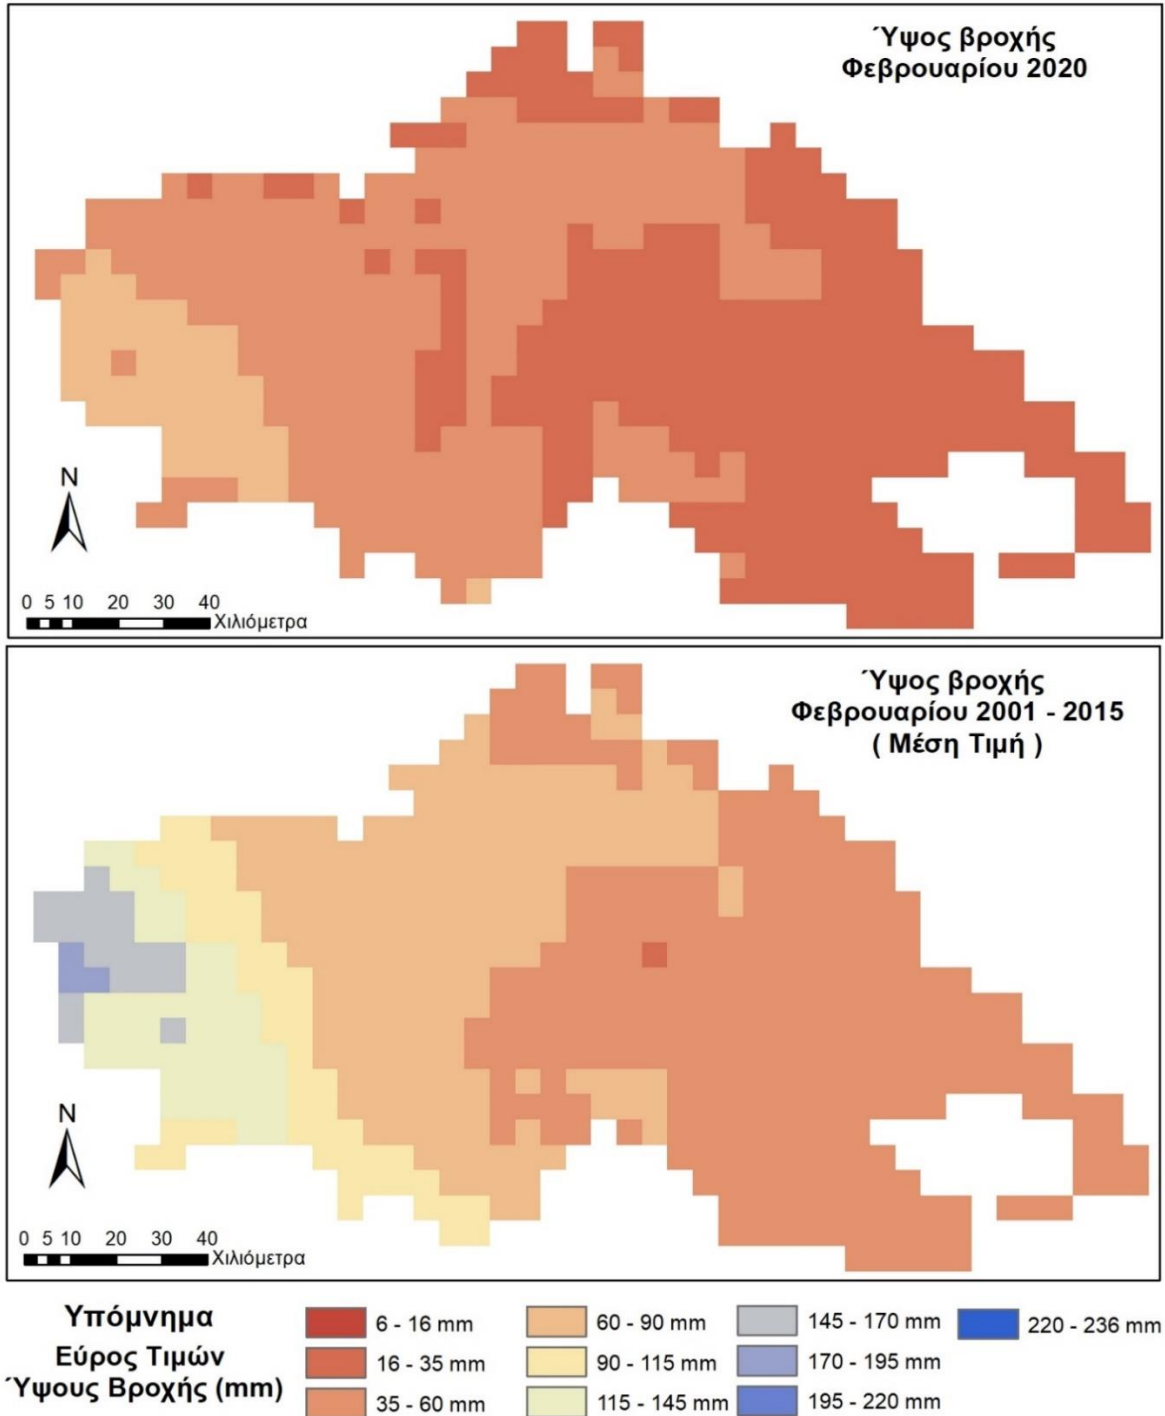 Ύψος βροχής
Φεβρουαρίου 2020
N
0 5 10 20 30 40
Χιλιόμετρα
Ύψος βροχής
Φεβρουαρίου 2001 - 2015
( Μέση Τιμή )
N
0 5 10 20 30 40
Χιλιόμετρα
Υπόμνημα
Εύρος Τιμών
Ύψους Βροχής (mm)
6 - 16 mm
16 - 35 mm
35 - 60 mm
60 - 90 mm
90 - 115 mm
115 - 145 mm
145 - 170 mm
170 - 195 mm
195 - 220 mm
220 - 236 mm